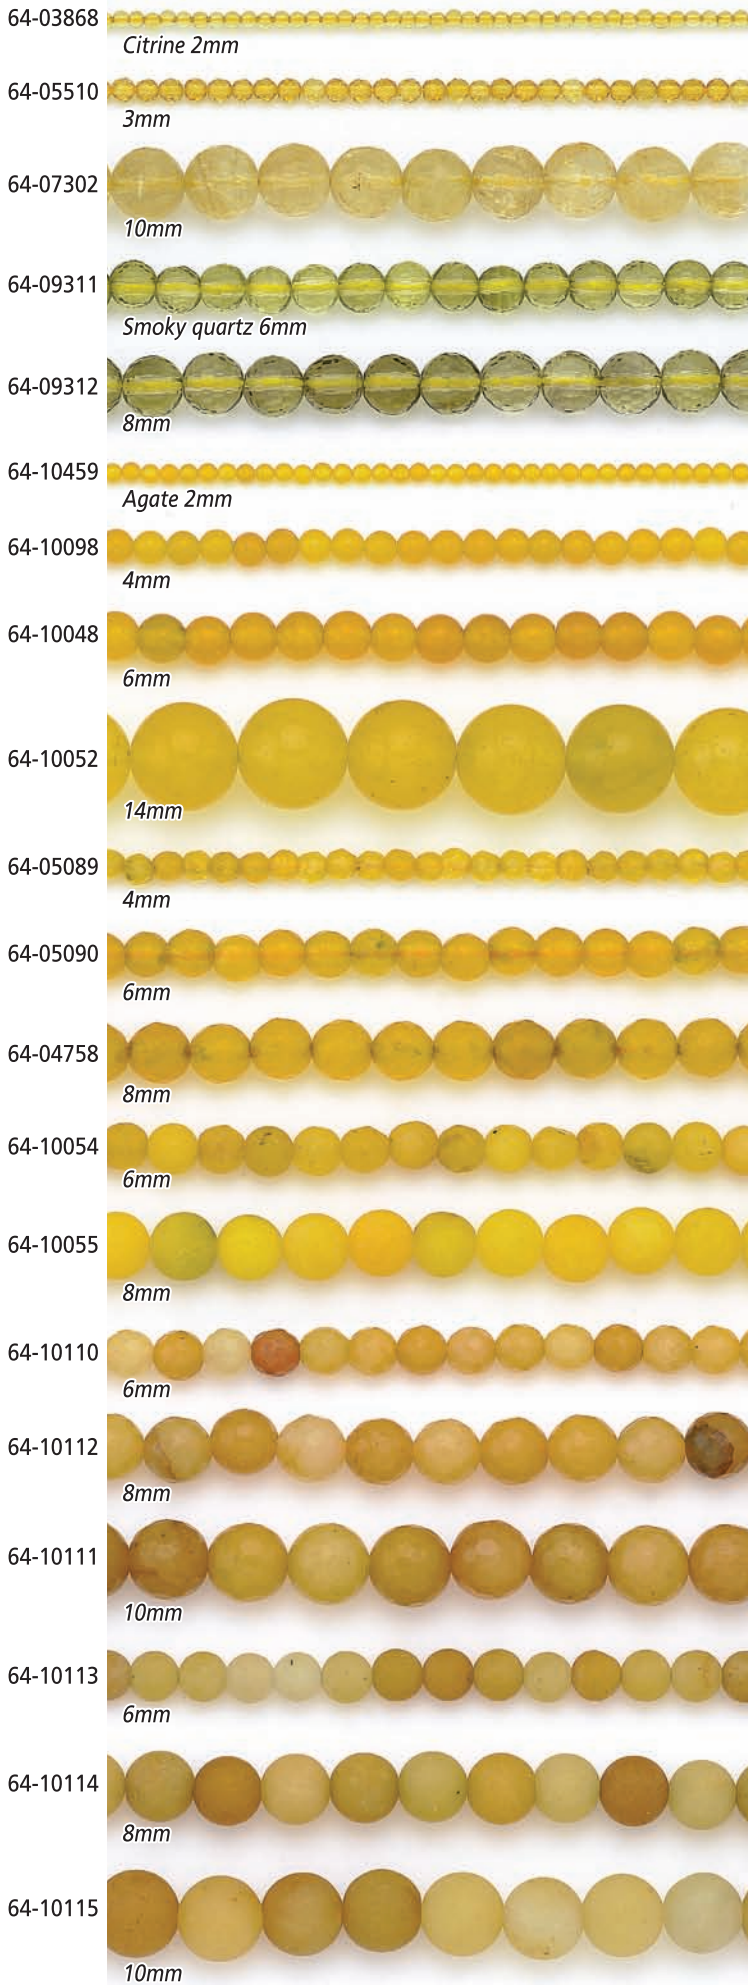 64-03868
Citrine 2mm
64-05510
3mm
64-07302
10mm
64-09311
Smoky quartz 6mm
64-09312
8mm
64-10459
Agate 2mm
64-10098
4mm
64-10048
6mm
64-10052
14mm
64-05089
4mm
64-05090
6mm
64-04758
8mm
64-10054
6mm
64-10055
8mm
64-10110
6mm
64-10112
8mm
64-10111
10mm
64-10113
6mm
64-10114
8mm
64-10115
10mm